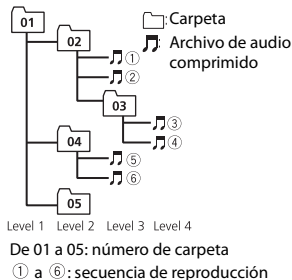 01
:Carpeta
02
: Archivo de audio
comprimido
①
②
03
③
④
04
⑤
⑥
05
Level 1 Level 2 Level 3 Level 4
De 01 a 05: número de carpeta
① a ⑥: secuencia de reproducción